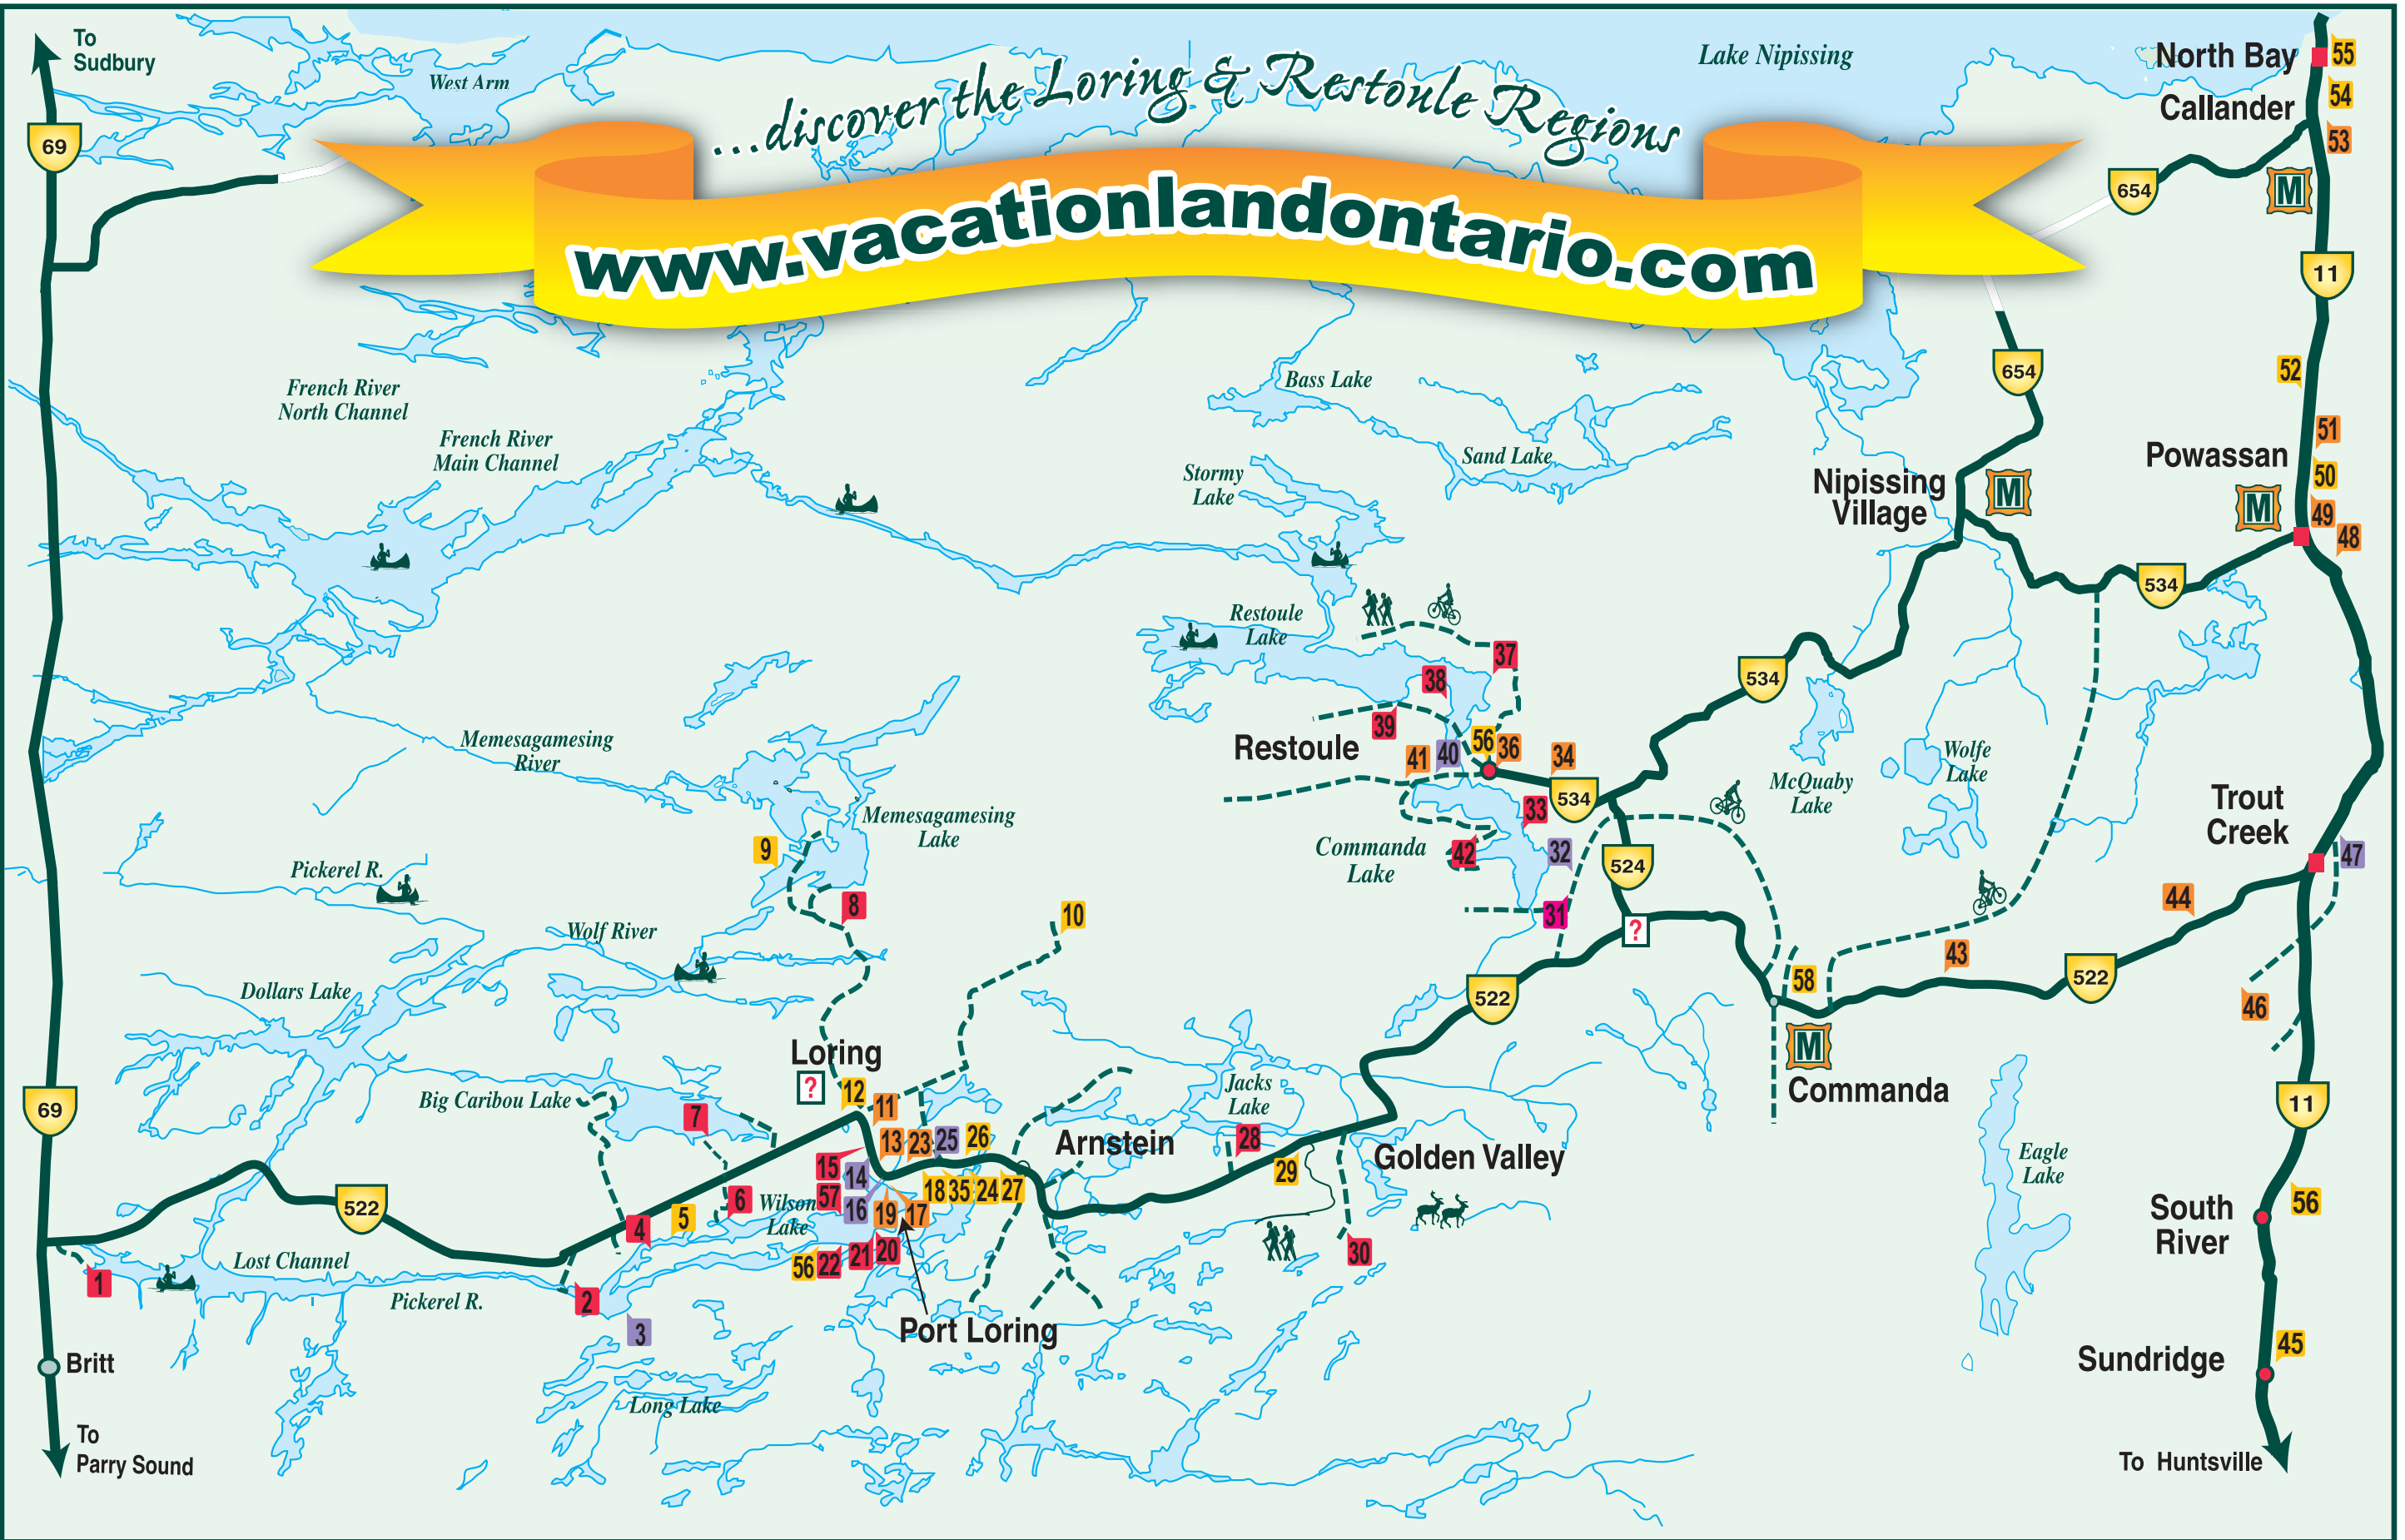 To
Sudbury
West Arm
...discover the Loring & Restoule Regions
Lake Nipissing
North Bay
55
54
Callander
53
69
www.vacationlandontario.com
654
M
11
French River
North Channel
French River
Main Channel
Bass Lake
Sand Lake
Stormy
Lake
654
52
51
Powassan
50
M
49
48
Nipissing
Village
M
534
Restoule
Lake
37
38
534
39
Restoule
41
40
56
36
34
534
33
Memesagamesing
River
Memesagamesing
Lake
9
Commanda
Lake
42
32
524
McQuaby
Lake
Wolfe
Lake
Trout
Creek
47
Pickerel R.
8
10
31
?
44
Wolf River
43
58
522
522
46
Dollars Lake
M
Commanda
Loring
?
12
11
Big Caribou Lake
7
69
Jacks
Lake
11
13
23
25
26
Arnstein
28
Golden Valley
Eagle
Lake
15
14
29
18
35
24
27
57
16
19
17
Wilson
Lake
6
5
4
522
56
South
River
30
56
22
21
20
Lost Channel
1
Pickerel R.
2
3
Port Loring
45
Sundridge
Britt
Long Lake
To
Parry Sound
To Huntsville